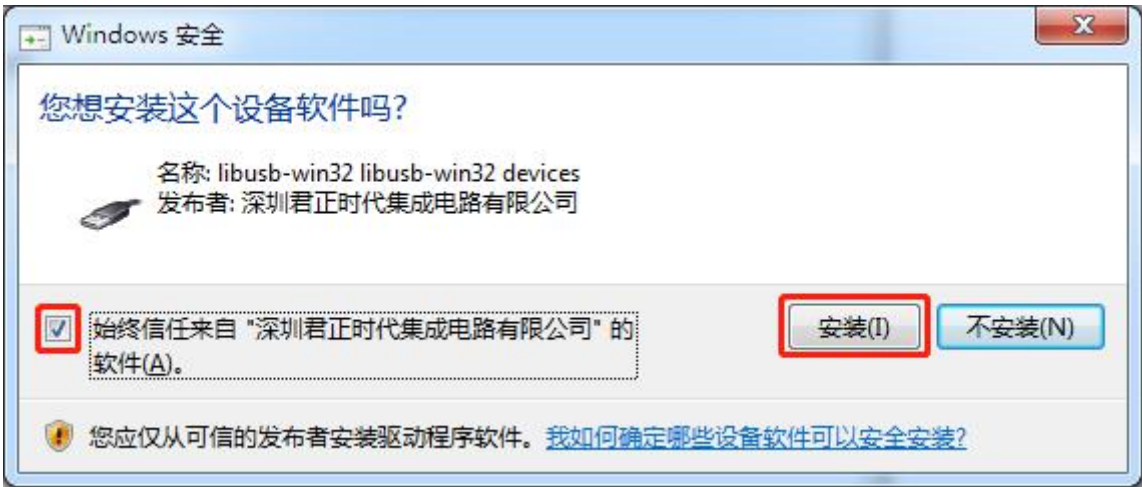 Windows 安全
您想安装这个设备软件吗?
名称: libusb-win32 libusb-win32 devices
发布者: 深圳君正时代集成电路有限公司
始终信任来自 "深圳君正时代集成电路有限公司" 的
软件(A)。
安装(I)
不安装(N)
您应仅从可信的发布者安装驱动程序软件。我如何确定哪些设备软件可以安全安装?